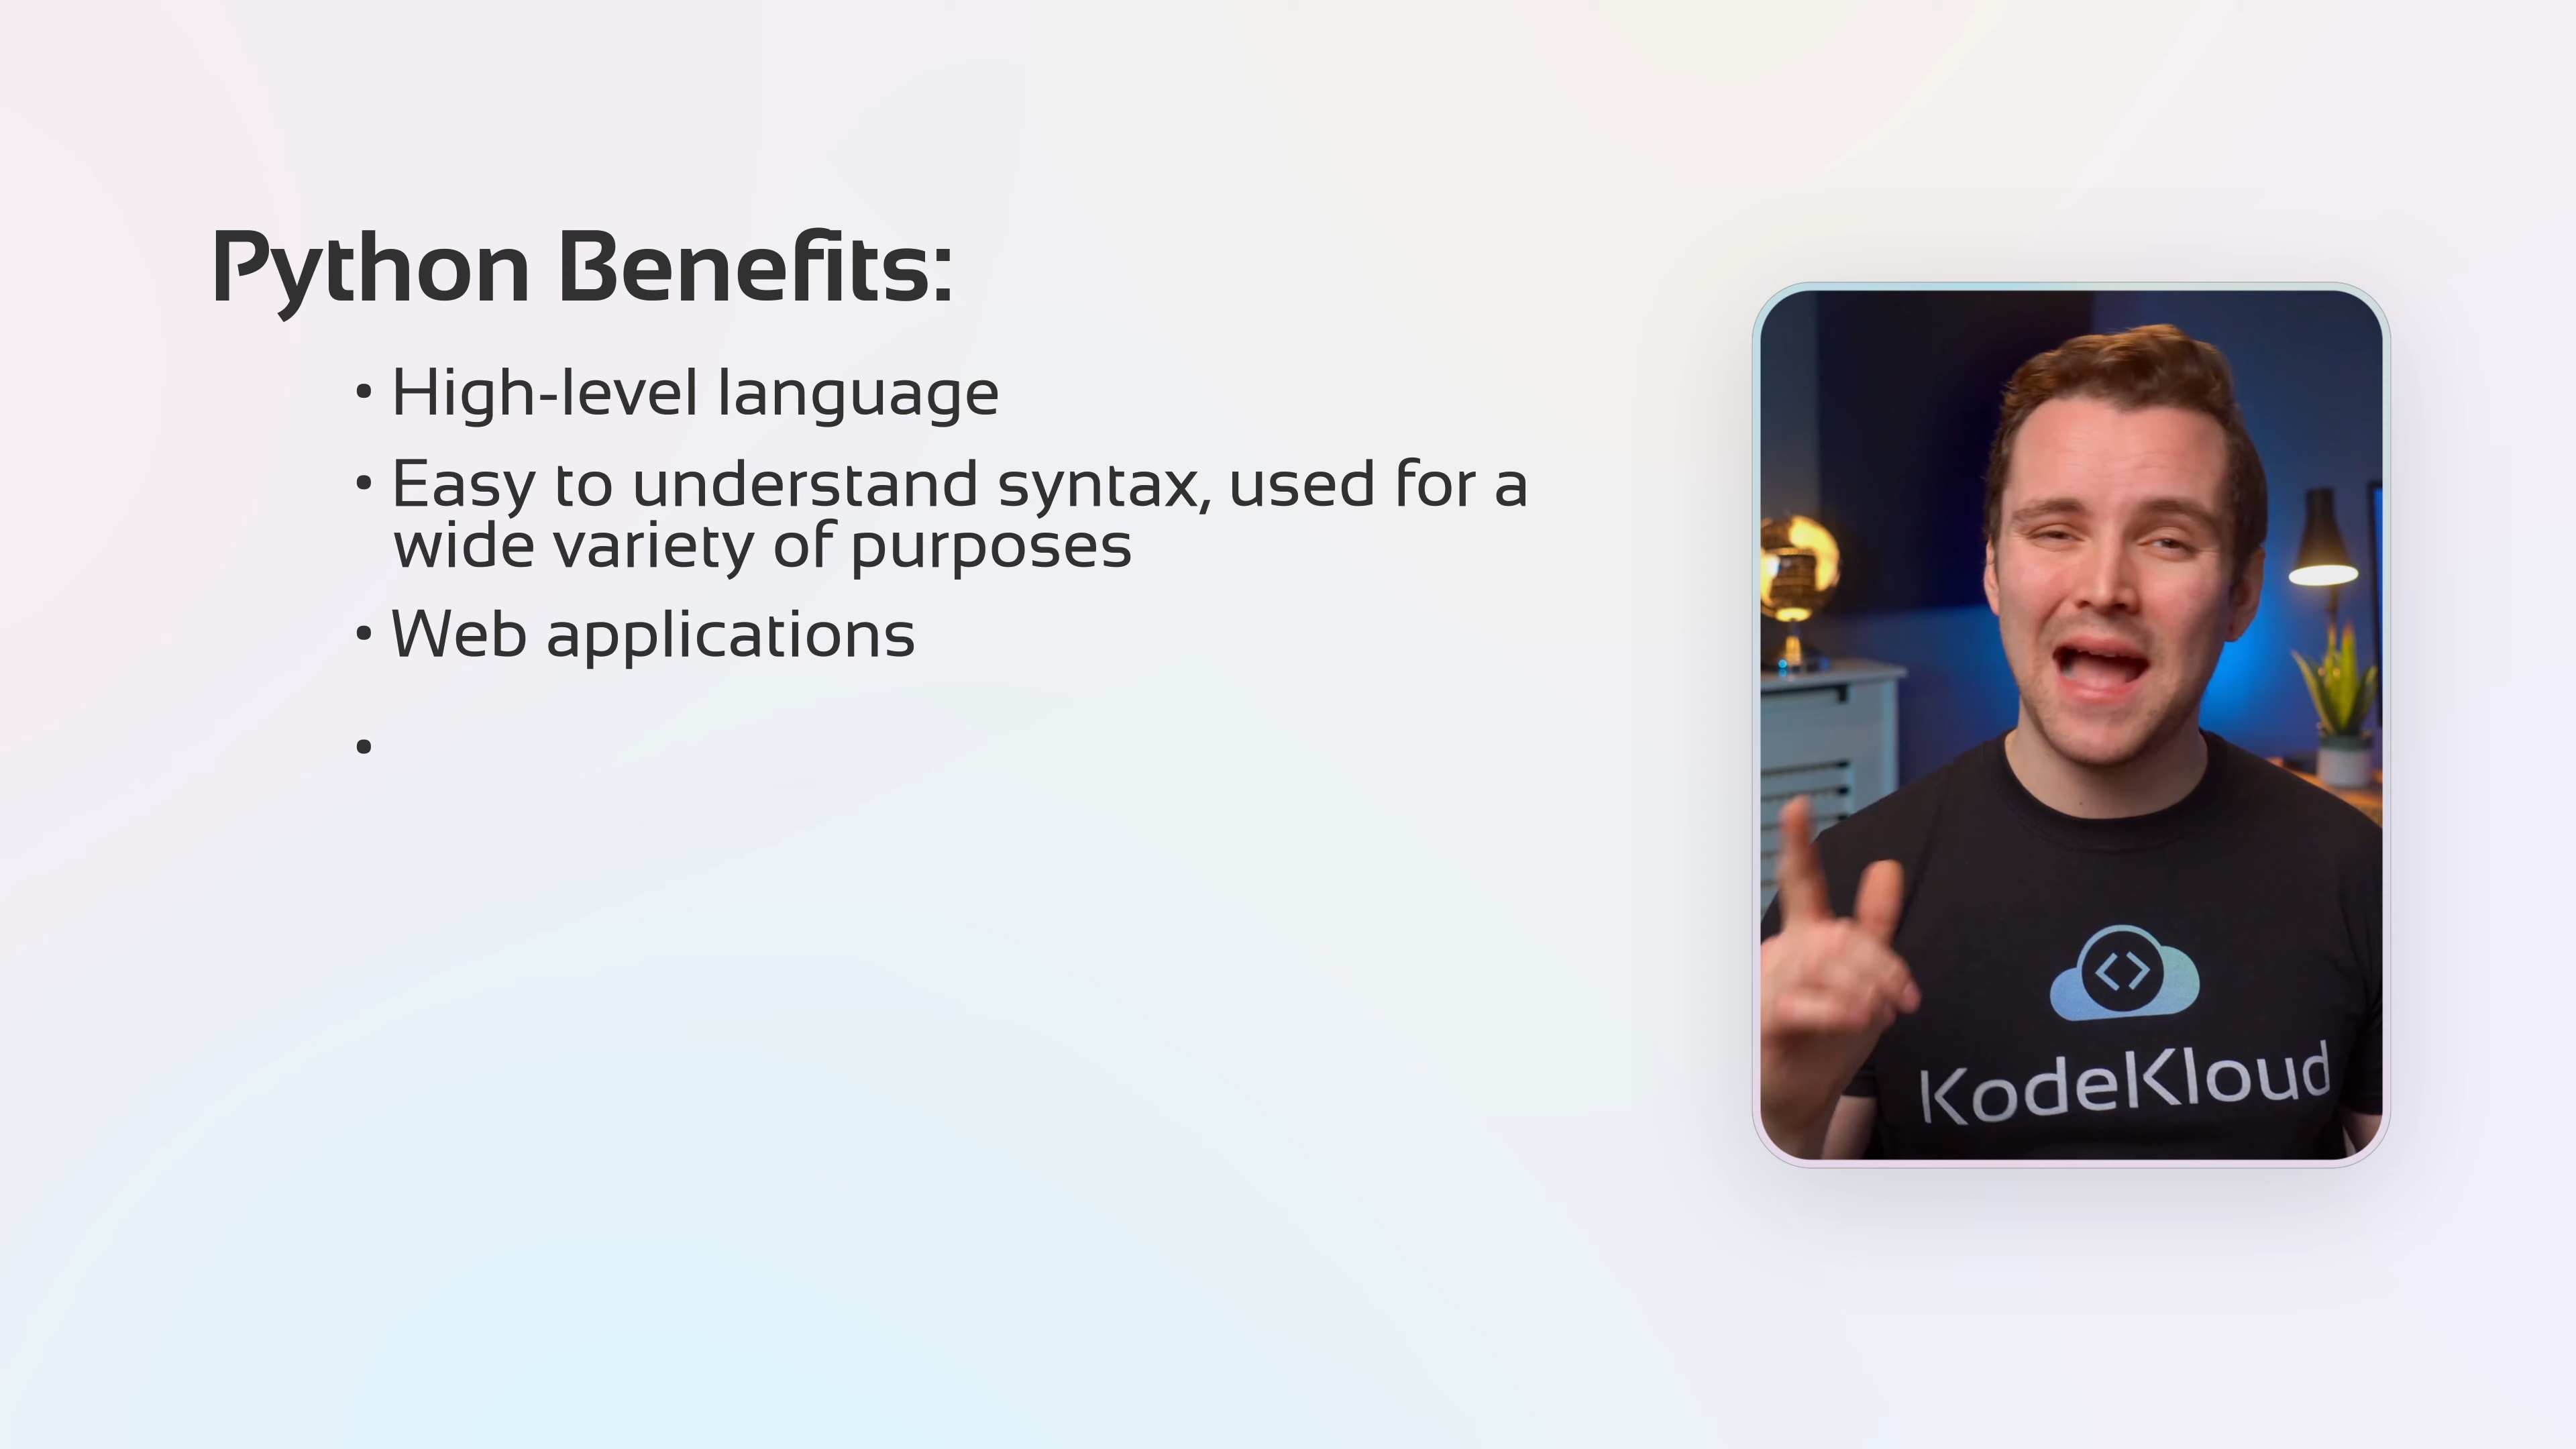 Python Benefits:
• High-level language
• Easy to understand syntax, used for a
wide variety of purposes
• Web applications
•
KodeKloud